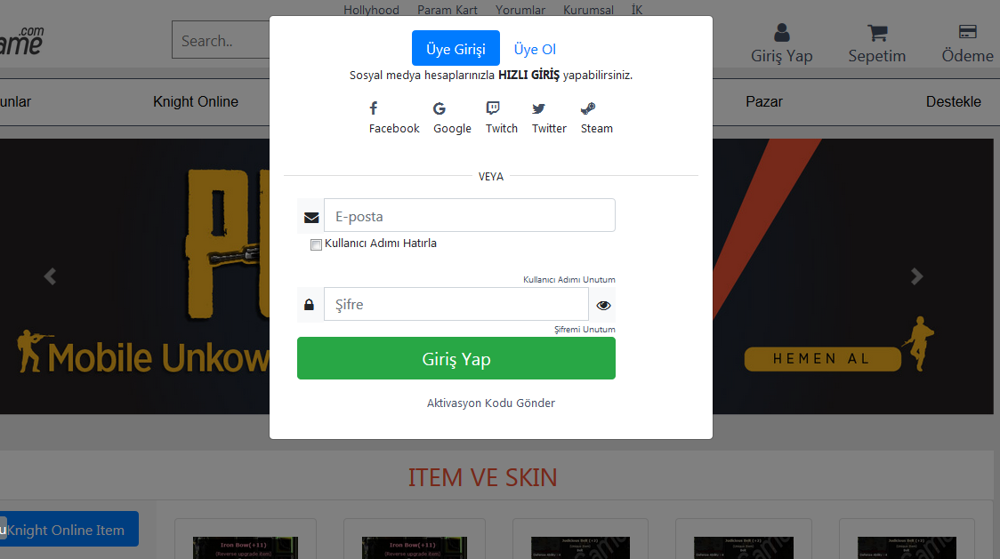 Hollyhood Param Kart Yorumlar Kurumsal İK
.com
ame
Search..
Giriş Yap Sepetim Ödeme
unlar Knight Online Pazar Destekle
Üye Girişi Üye Ol
Sosyal medya hesaplarınızla HIZLI GİRİŞ yapabilirsiniz.
Facebook Google Twitch Twitter Steam
VEYA
E-posta
Kullanıcı Adımı Hatırla
Kullanıcı Adımı Unutum
Şifre
Şifremi Unutum
Giriş Yap
Aktivasyon Kodu Gönder
Mobile Unkow
HEMEN AL
ITEM VE SKIN
u Knight Online Item
Iron Bow(+11)
(Reverse upgrade item)
Iron Bow(+11)
(Reverse upgrade item)